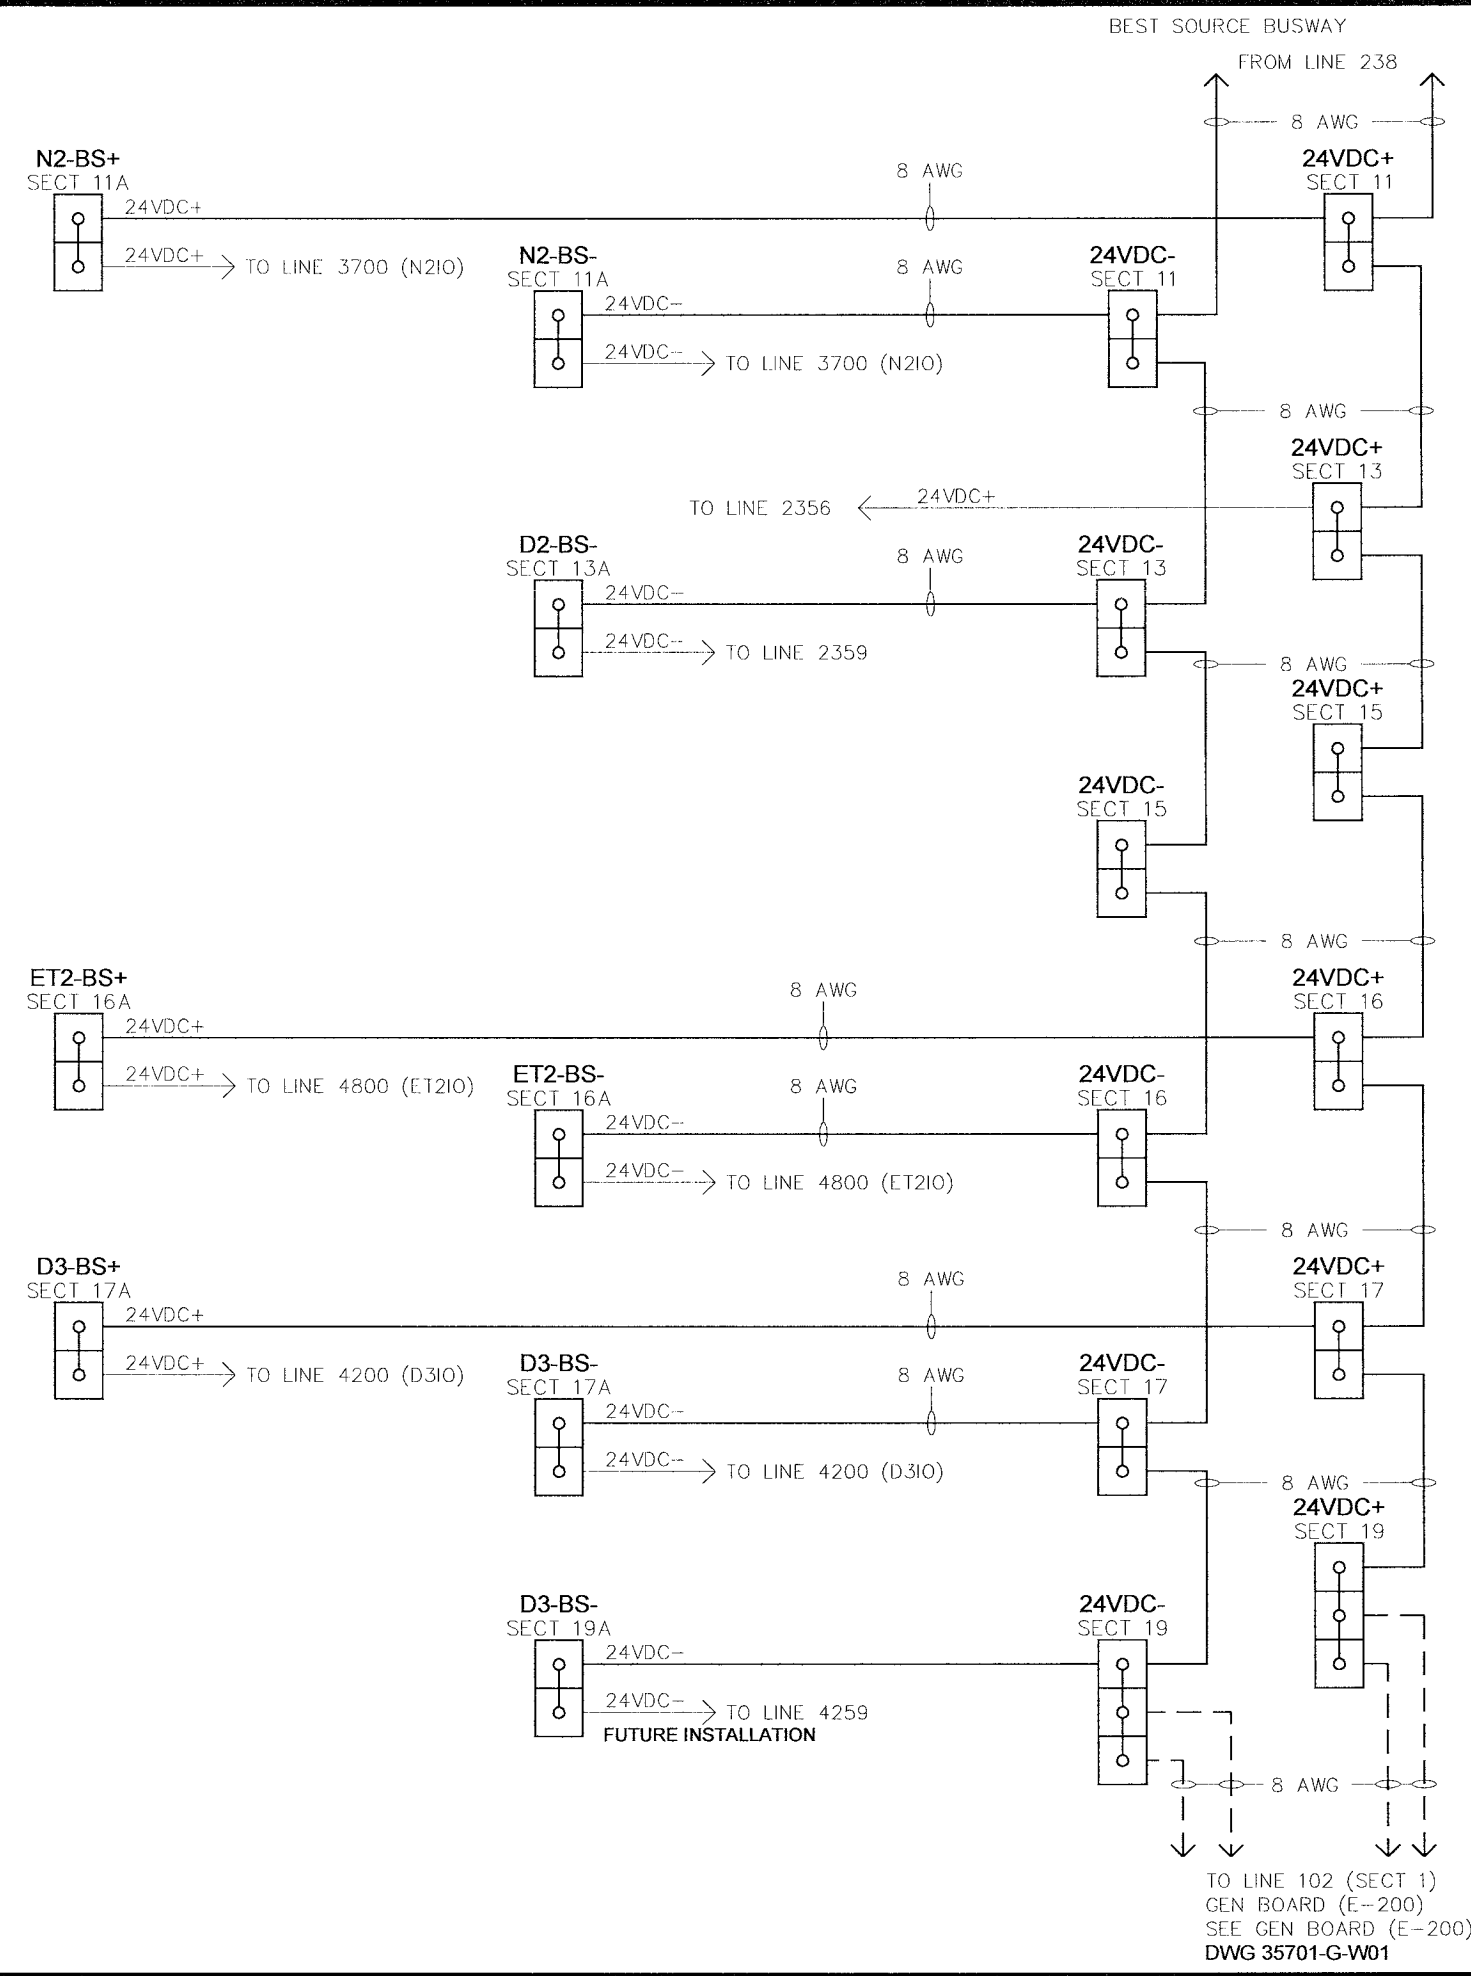 BEST SOURCE BUSWAY
FROM LINE 238
8 AWG
N2-BS+
SECT 11A
24VDC+
24VDC+
TO LINE 3700 (N2IO)
8 AWG
24VDC+
SECT 11
N2-BS-
SECT 11A
24VDC-
24VDC-
TO LINE 3700 (N2IO)
8 AWG
24VDC-
SECT 11
8 AWG
24VDC+
SECT 13
TO LINE 2356
24VDC+
D2-BS-
SECT 13A
24VDC-
24VDC-
TO LINE 2359
8 AWG
24VDC-
SECT 13
8 AWG
24VDC+
SECT 15
24VDC-
SECT 15
8 AWG
ET2-BS+
SECT 16A
24VDC+
24VDC+
TO LINE 4800 (ET2IO)
8 AWG
24VDC+
SECT 16
ET2-BS-
SECT 16A
24VDC-
24VDC-
TO LINE 4800 (ET2IO)
8 AWG
24VDC-
SECT 16
8 AWG
D3-BS+
SECT 17A
24VDC+
24VDC+
TO LINE 4200 (D3IO)
8 AWG
24VDC+
SECT 17
D3-BS-
SECT 17A
24VDC-
24VDC-
TO LINE 4200 (D3IO)
8 AWG
24VDC-
SECT 17
8 AWG
24VDC+
SECT 19
D3-BS-
SECT 19A
24VDC-
24VDC-
TO LINE 4259
FUTURE INSTALLATION
24VDC-
SECT 19
8 AWG
TO LINE 102 (SECT 1)
GEN BOARD (E-200)
SEE GEN BOARD (E-200)
DWG 35701-G-W01